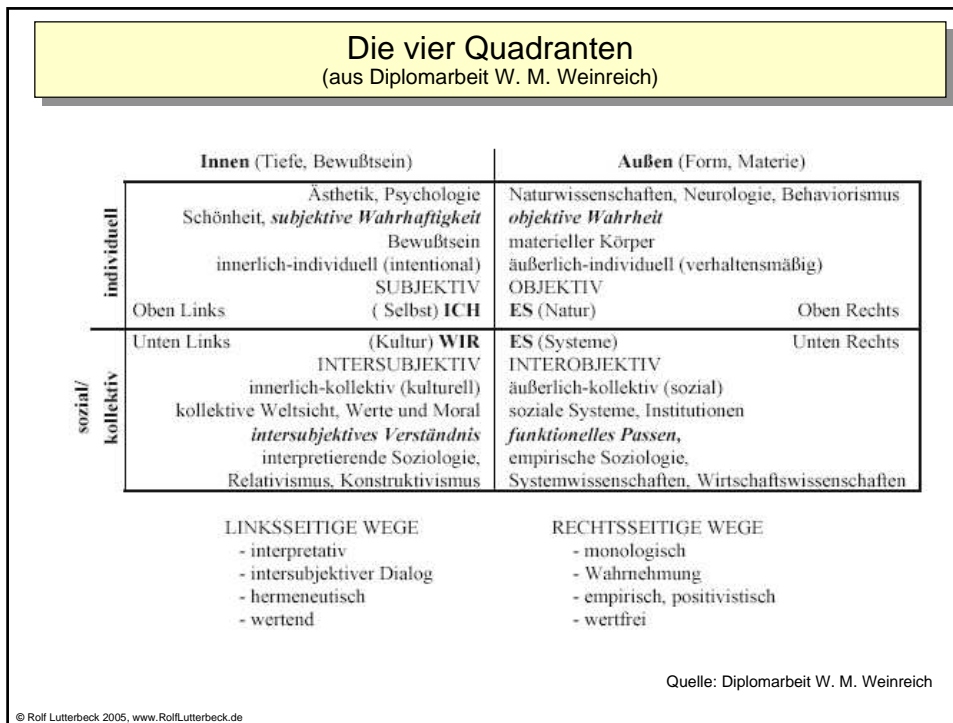 Die vier Quadranten
(aus Diplomarbeit W. M. Weinreich)
Innen (Tiefe, Bewußtsein)
Außen (Form, Materie)
individuell
Ästhetik, Psychologie
Schönheit, subjektive Wahrhaftigkeit
Bewußtsein
innerlich-individuell (intentional)
SUBJEKTIV
Oben Links ( Selbst) ICH
Naturwissenschaften, Neurologie, Behaviorismus
objektive Wahrheit
materieller Körper
äußerlich-individuell (verhaltensmäßig)
OBJEKTIV
ES (Natur) Oben Rechts
sozial/
kollektiv
Unten Links (Kultur) WIR
INTERSUBJEKTIV
innerlich-kollektiv (kulturell)
kollektive Weltsicht, Werte und Moral
intersubjektives Verständnis
interpretierende Soziologie,
Relativismus, Konstruktivismus
ES (Systeme) Unten Rechts
INTEROBJEKTIV
äußerlich-kollektiv (sozial)
soziale Systeme, Institutionen
funktionelles Passen,
empirische Soziologie,
Systemwissenschaften, Wirtschaftswissenschaften
LINKSSEITIGE WEGE
- interpretativ
- intersubjektiver Dialog
- hermeneutisch
- wertend
RECHTSSEITIGE WEGE
- monologisch
- Wahrnehmung
- empirisch, positivistisch
- wertfrei
Quelle: Diplomarbeit W. M. Weinreich
© Rolf Lutterbeck 2005, www.RolfLutterbeck.de